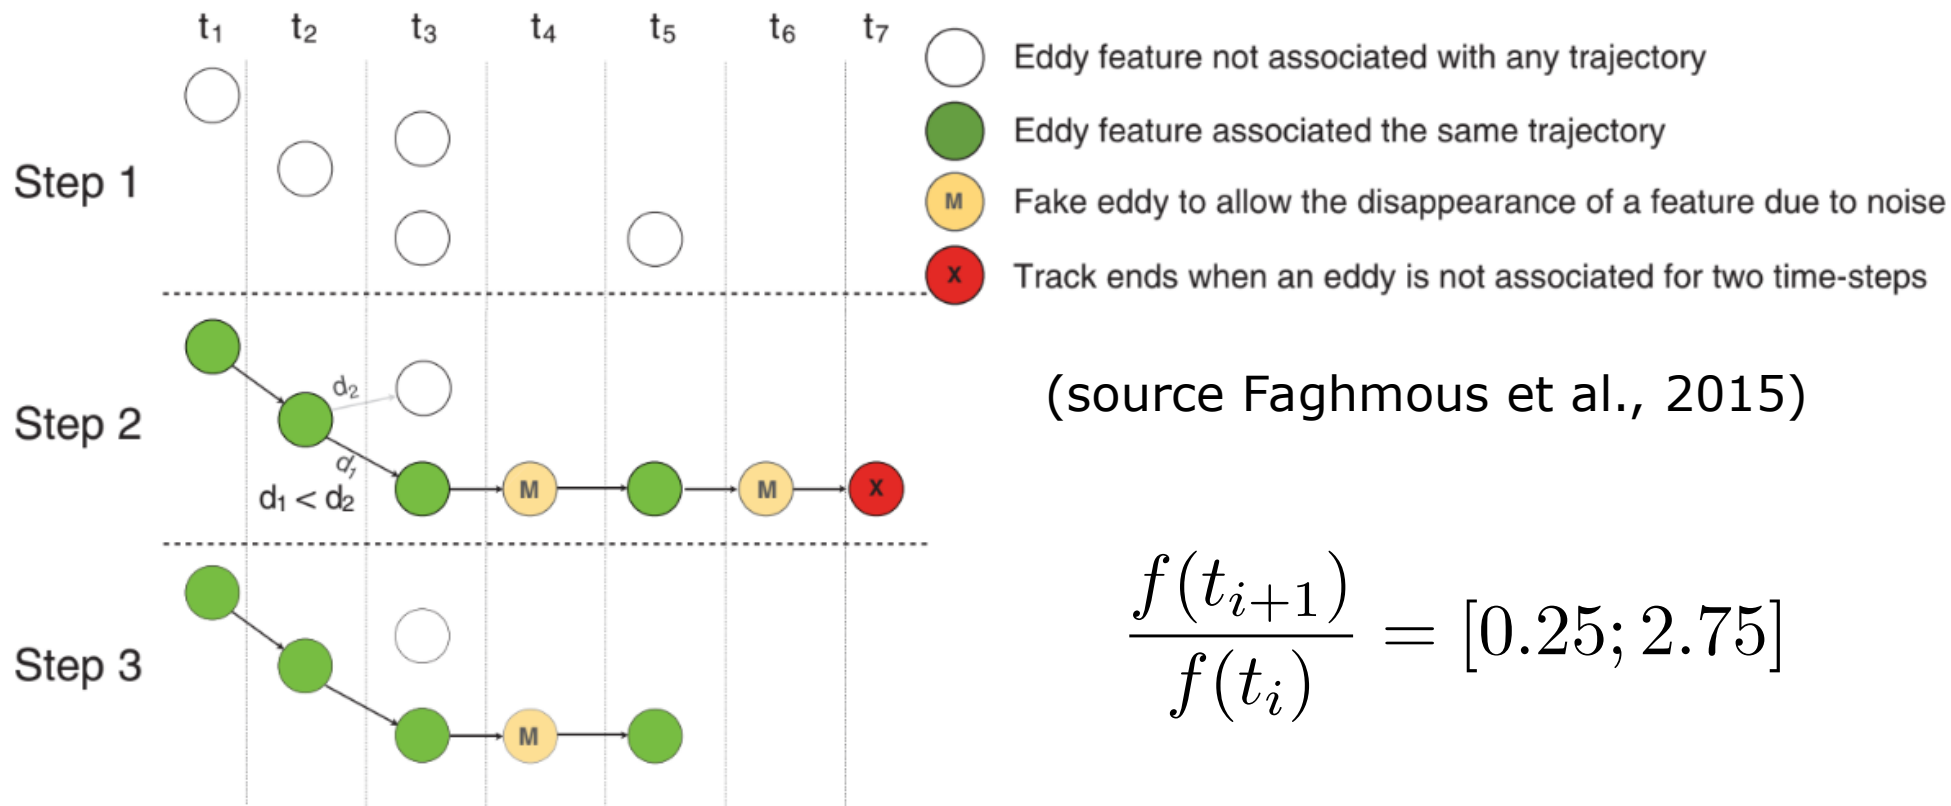 t₁ t₂ t₃ t₄ t₅ t₆ t₇
Eddy feature not associated with any trajectory
Eddy feature associated the same trajectory
M Fake eddy to allow the disappearance of a feature due to noise
X Track ends when an eddy is not associated for two time-steps
Step 1
Step 2
d₂
d₁
d₁ < d₂
M M X
(source Faghmous et al., 2015)
f(tᵢ₊₁)/f(tᵢ) = [0.25; 2.75]
Step 3
M